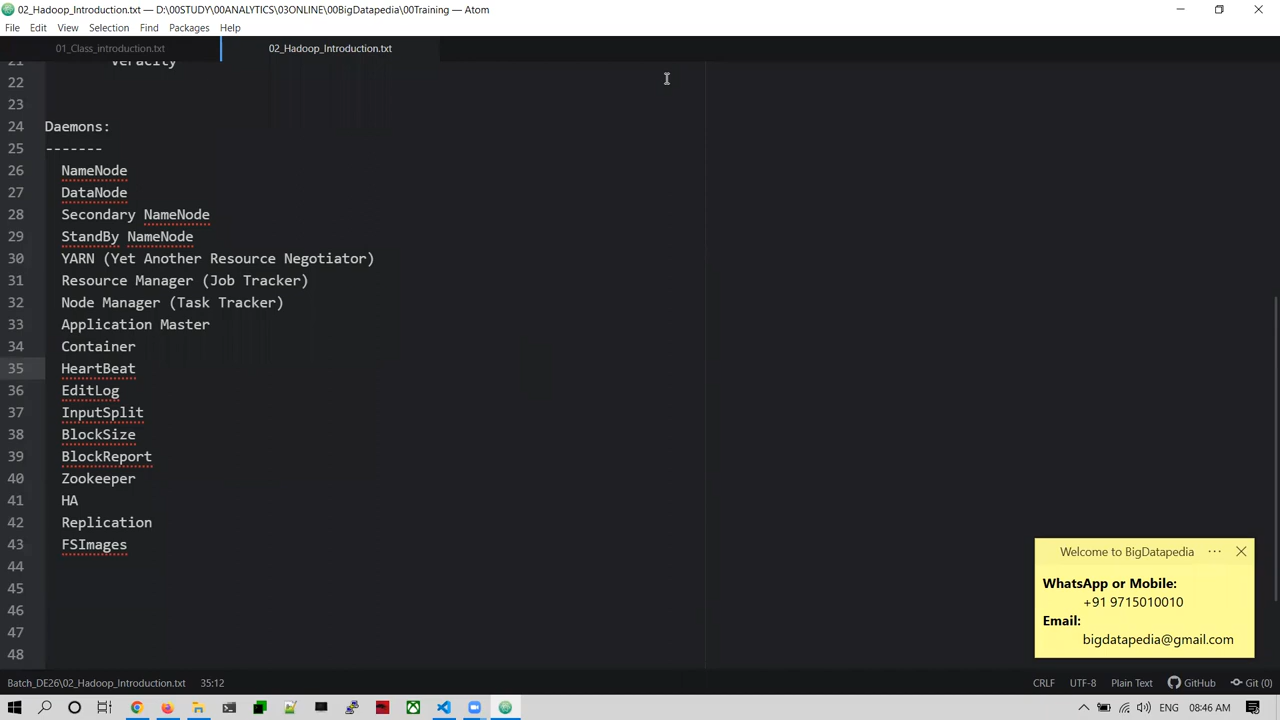 02_Hadoop_Introduction.txt — D:\00STUDY\00ANALYTICS\03ONLINE\00BigDatapedia\00Training — Atom
File Edit View Selection Find Packages Help
01_Class_introduction.txt 02_Hadoop_Introduction.txt
21 Veracity
22
23
24 Daemons:
25 -------
26 NameNode
27 DataNode
28 Secondary NameNode
29 StandBy NameNode
30 YARN (Yet Another Resource Negotiator)
31 Resource Manager (Job Tracker)
32 Node Manager (Task Tracker)
33 Application Master
34 Container
35 HeartBeat
36 EditLog
37 InputSplit
38 BlockSize
39 BlockReport
40 Zookeeper
41 HA
42 Replication
43 FSImages
44
45
46
47
48
Welcome to BigDatapedia ···
WhatsApp or Mobile:
+91 9715010010
Email:
bigdatapedia@gmail.com
Batch_DE26\02_Hadoop_Introduction.txt 35:12 CRLF UTF-8 Plain Text GitHub Git (0)
ENG 08:46 AM